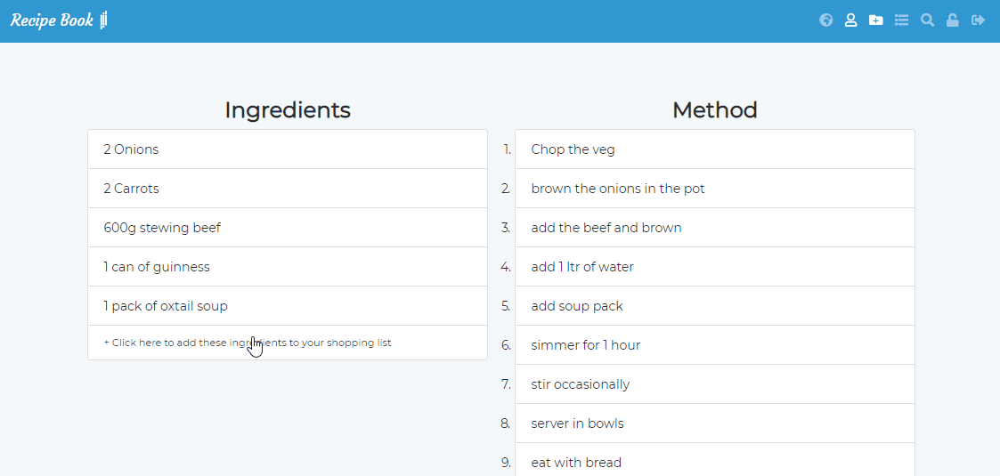 Recipe Book
Ingredients
2 Onions
2 Carrots
600g stewing beef
1 can of guinness
1 pack of oxtail soup
+ Click here to add these ingredients to your shopping list
Method
1. Chop the veg
2. brown the onions in the pot
3. add the beef and brown
4. add 1 ltr of water
5. add soup pack
6. simmer for 1 hour
7. stir occasionally
8. server in bowls
9. eat with bread